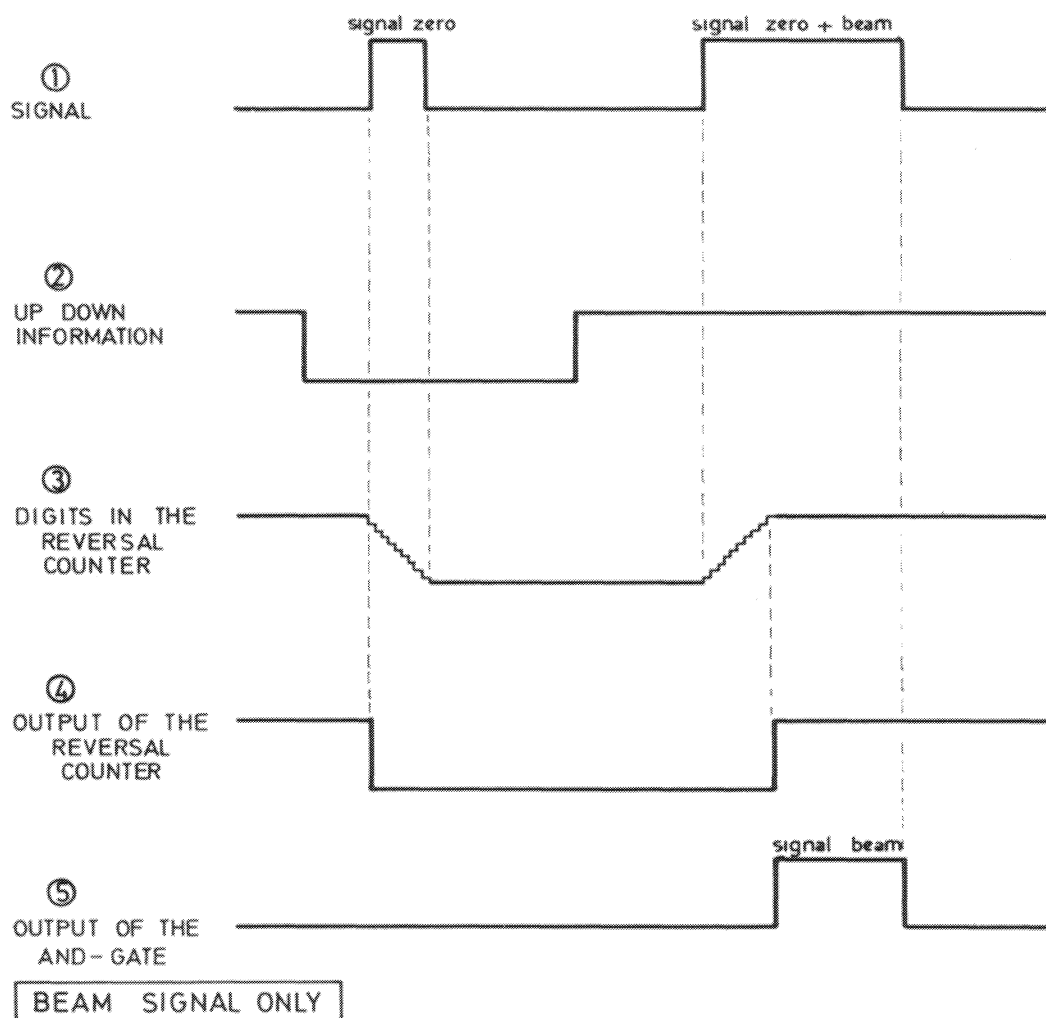 signal zero
signal zero + beam
①
SIGNAL
②
UP DOWN
INFORMATION
③
DIGITS IN THE
REVERSAL
COUNTER
④
OUTPUT OF THE
REVERSAL
COUNTER
signal beam
⑤
OUTPUT OF THE
AND-GATE
BEAM SIGNAL ONLY